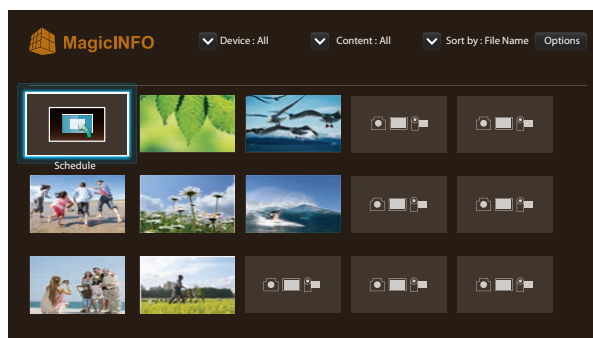 MagicINFO Device : All Content : All Sort by : File Name Options
Schedule